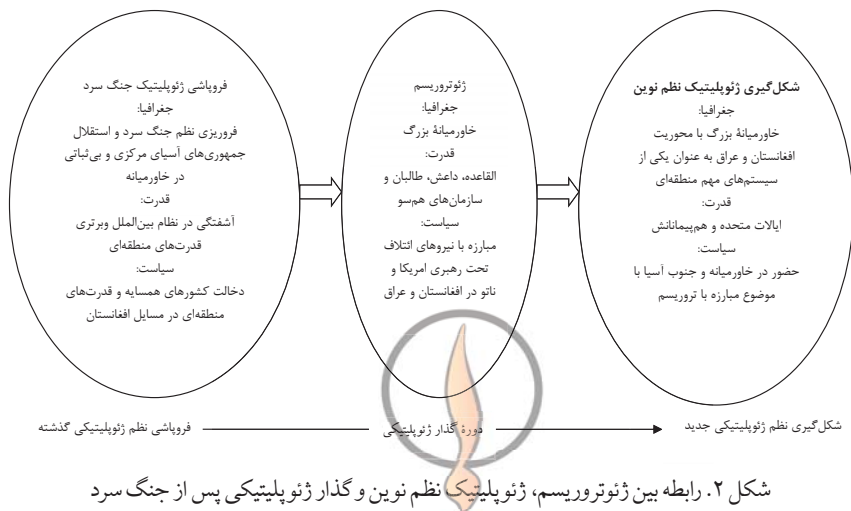 فروپاشی ژئوپلیتیک جنگ سرد
جغرافیا:
فروریزی نظم جنگ سرد و استقلال
جمهوری‌های آسیای مرکزی و بی‌ثباتی
در خاورمیانه
قدرت:
آشفتگی در نظام بین‌الملل وبرتری
قدرت‌های منطقه‌ای
سیاست:
دخالت کشورهای همسایه و قدرت‌های
منطقه‌ای در مسایل افغانستان
ژئوتروریسم
جغرافیا:
خاورمیانهٔ بزرگ
قدرت:
القاعده، داعش، طالبان و
سازمان‌های هم‌سو
سیاست:
مبارزه با نیروهای ائتلاف
تحت رهبری امریکا و
ناتو در افغانستان و عراق
شکل‌گیری ژئوپلیتیک نظم نوین
جغرافیا:
خاورمیانهٔ بزرگ با محوریت
افغانستان و عراق به عنوان یکی از
سیستم‌های مهم منطقه‌ای
قدرت:
ایالات متحده و هم‌پیمانانش
سیاست:
حضور در خاورمیانه و جنوب آسیا با
موضوع مبارزه با تروریسم
فروپاشی نظم ژئوپلیتیکی گذشته
دورهٔ گذار ژئوپلیتیکی
شکل‌گیری نظم ژئوپلیتیکی جدید
شکل ۲. رابطه بین ژئوتروریسم، ژئوپلیتیک نظم نوین و گذار ژئوپلیتیکی پس از جنگ سرد